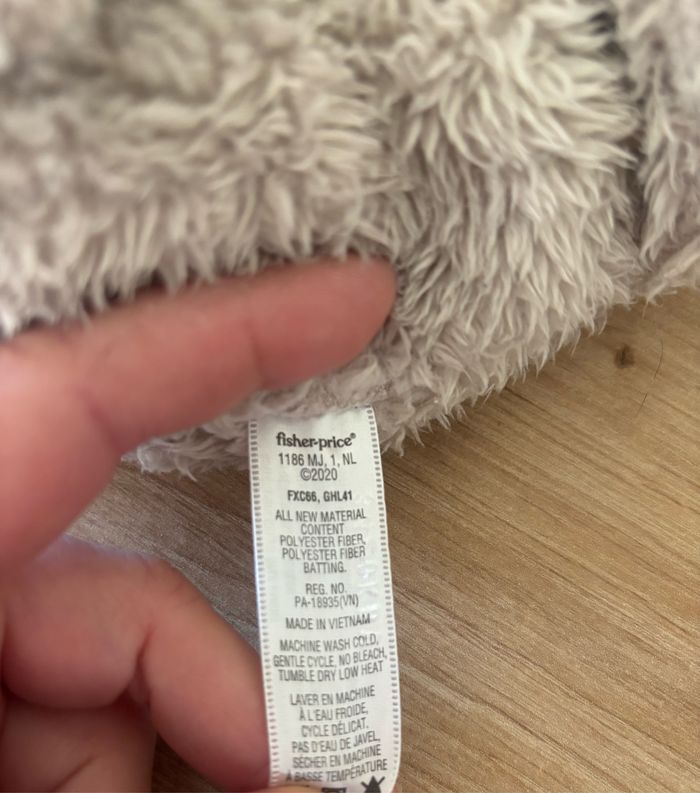 fisher-price®
1186 MJ, 1, NL
©2020
FXC66, GHL41
ALL NEW MATERIAL
CONTENT
POLYESTER FIBER,
POLYESTER FIBER
BATTING.
REG. NO.
PA-18935(VN)
MADE IN VIETNAM
MACHINE WASH COLD,
GENTLE CYCLE, NO BLEACH,
TUMBLE DRY LOW HEAT
LAVER EN MACHINE
À L'EAU FROIDE,
CYCLE DÉLICAT,
PAS D'EAU DE JAVEL,
SÉCHER EN MACHINE
À BASSE TEMPÉRATURE